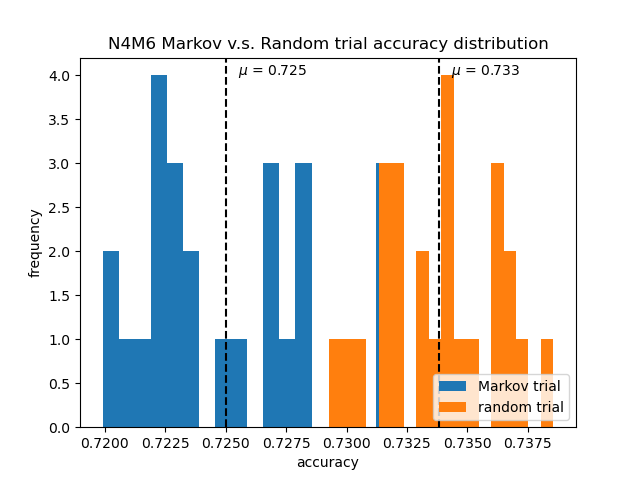 N4M6 Markov v.s. Random trial accuracy distribution
4.0
3.5
3.0
2.5
2.0
1.5
1.0
0.5
0.0
frequency
μ = 0.725
μ = 0.733
Markov trial
random trial
0.7200 0.7225 0.7250 0.7275 0.7300 0.7325 0.7350 0.7375
accuracy